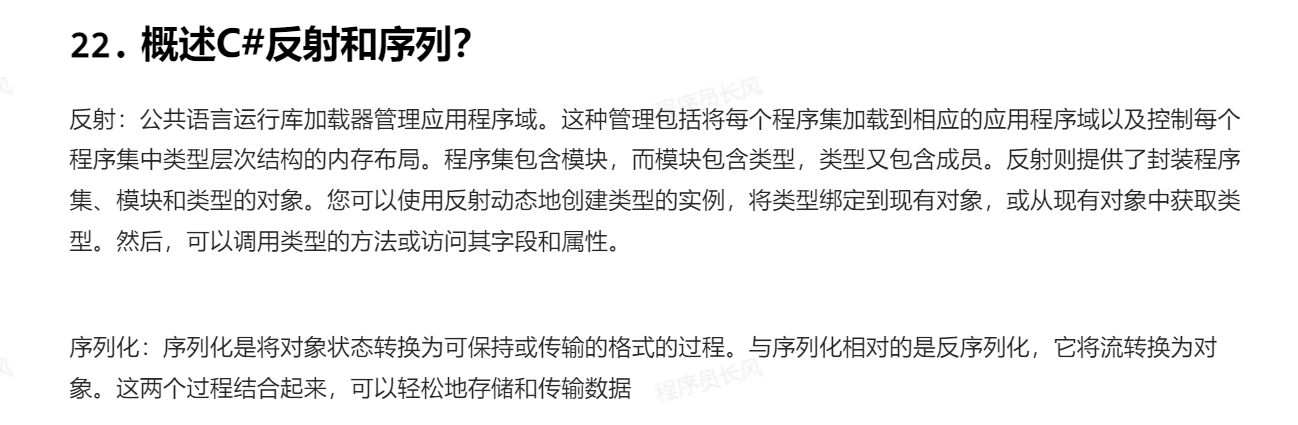 22. 概述C#反射和序列?
反射：公共语言运行库加载器管理应用程序域。这种管理包括将每个程序集加载到相应的应用程序域以及控制每个
程序集中类型层次结构的内存布局。程序集包含模块，而模块包含类型，类型又包含成员。反射则提供了封装程序
集、模块和类型的对象。您可以使用反射动态地创建类型的实例，将类型绑定到现有对象，或从现有对象中获取类
型。然后，可以调用类型的方法或访问其字段和属性。
序列化：序列化是将对象状态转换为可保持或传输的格式的过程。与序列化相对的是反序列化，它将流转换为对
象。这两个过程结合起来，可以轻松地存储和传输数据
程序员长风
程序员长风